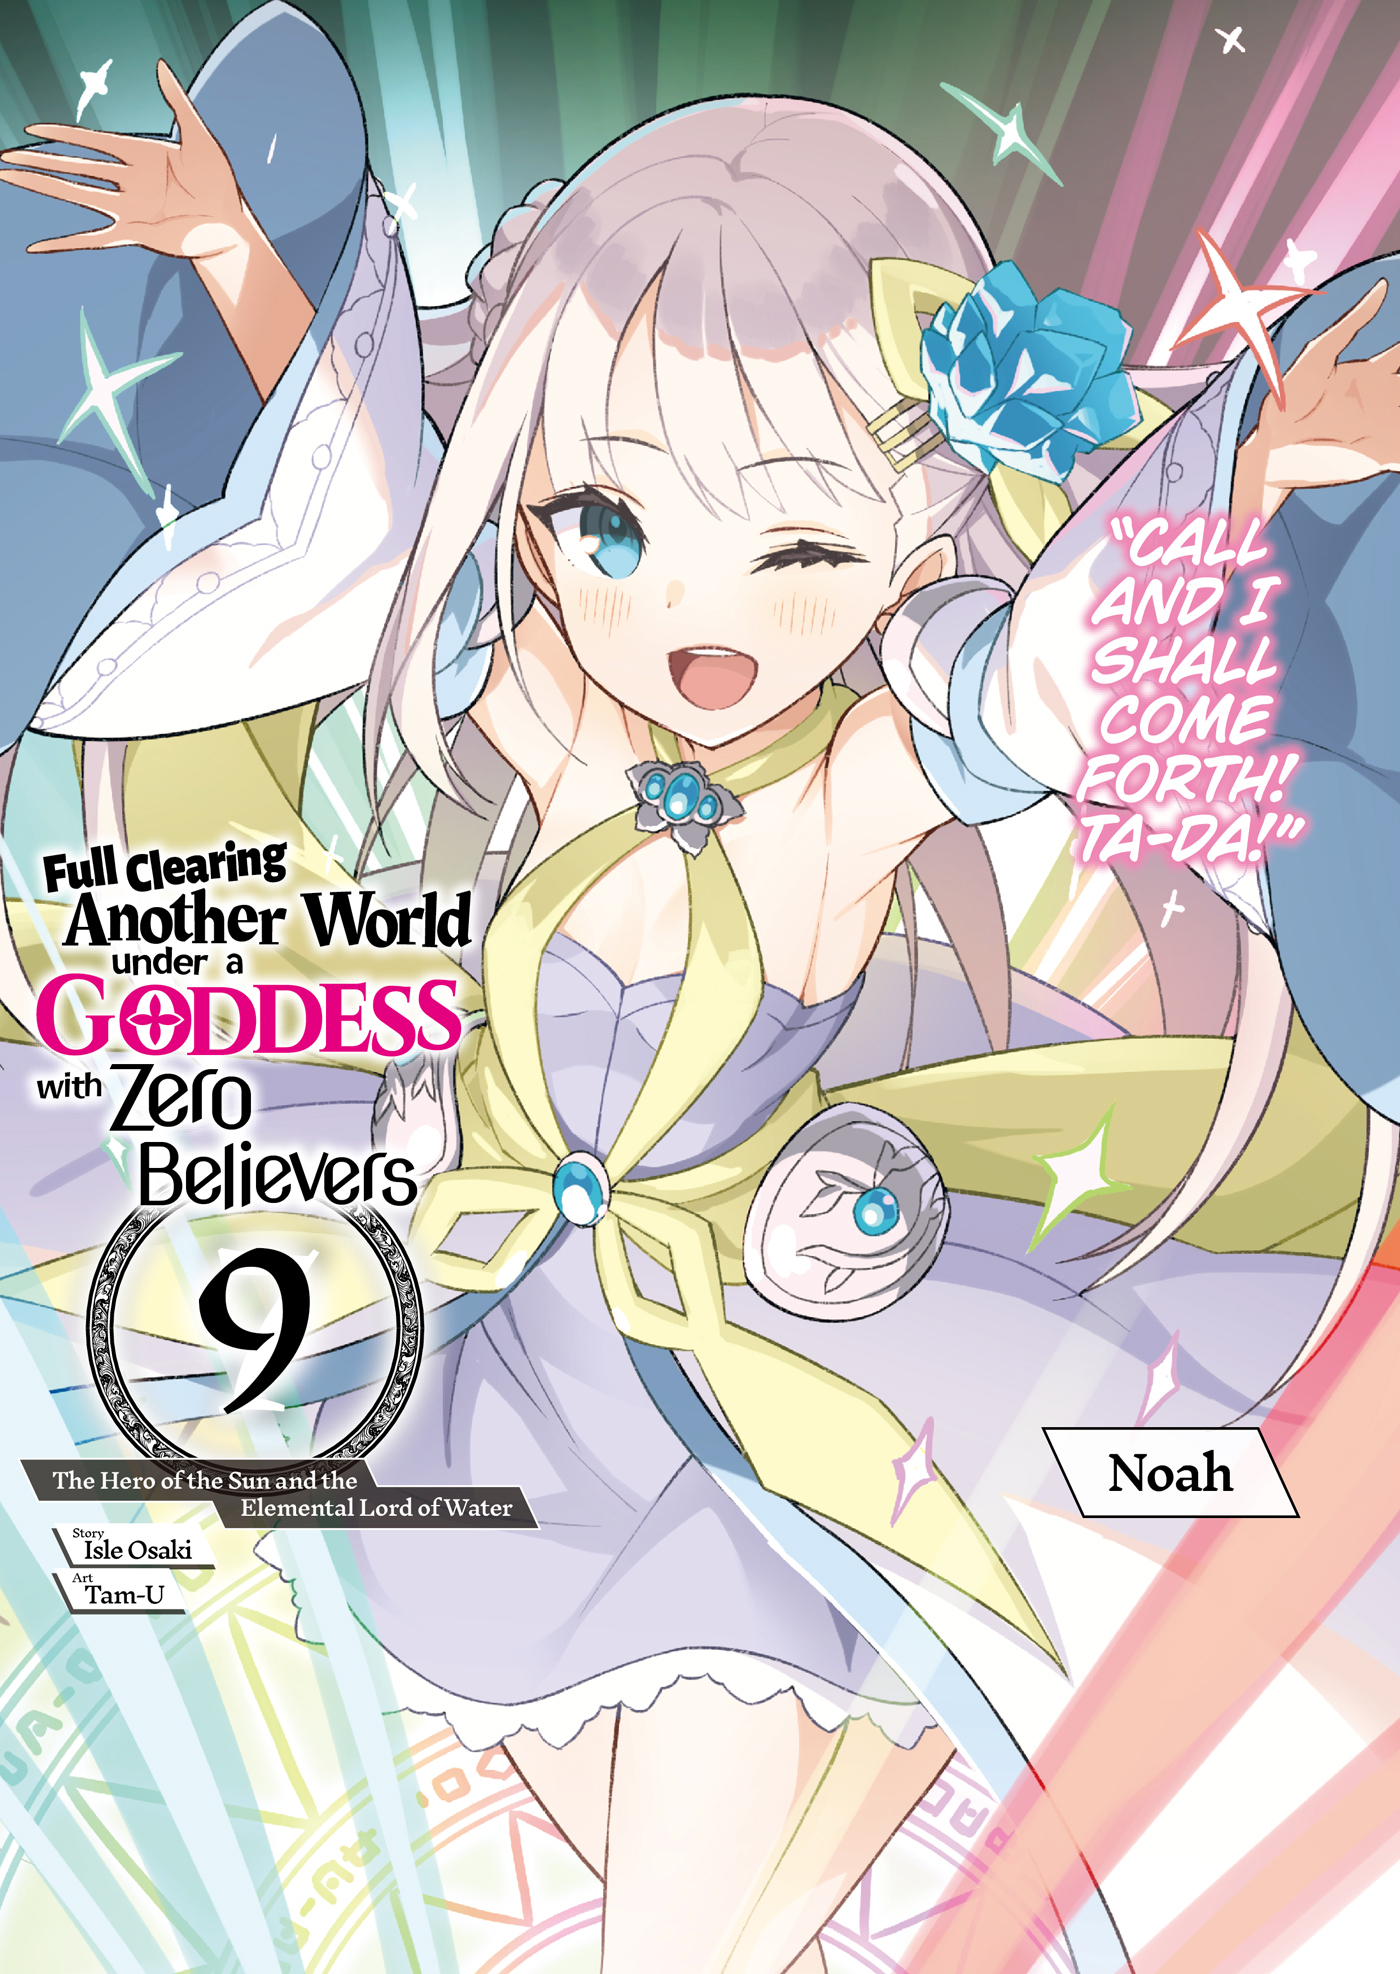 "CALL
AND I
SHALL
COME
FORTH!
TA-DA!"
Full Clearing
Another World
under a
GODDESS
with Zero
Believers
9
The Hero of the Sun and the
Elemental Lord of Water
Story
Isle Osaki
Art
Tam-U
Noah